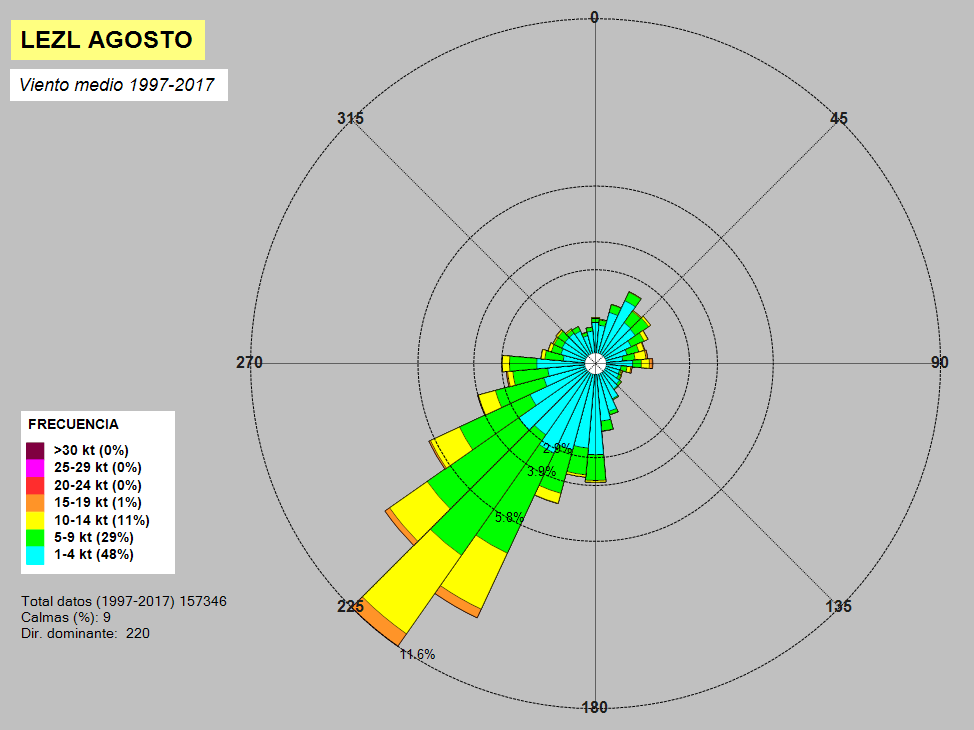 LEZL AGOSTO
Viento medio 1997-2017
0
315
45
270
90
2.9%
3.9%
5.8%
225
135
11.6%
180
FRECUENCIA
>30 kt (0%)
25-29 kt (0%)
20-24 kt (0%)
15-19 kt (1%)
10-14 kt (11%)
5-9 kt (29%)
1-4 kt (48%)
Total datos (1997-2017) 157346
Calmas (%): 9
Dir. dominante: 220